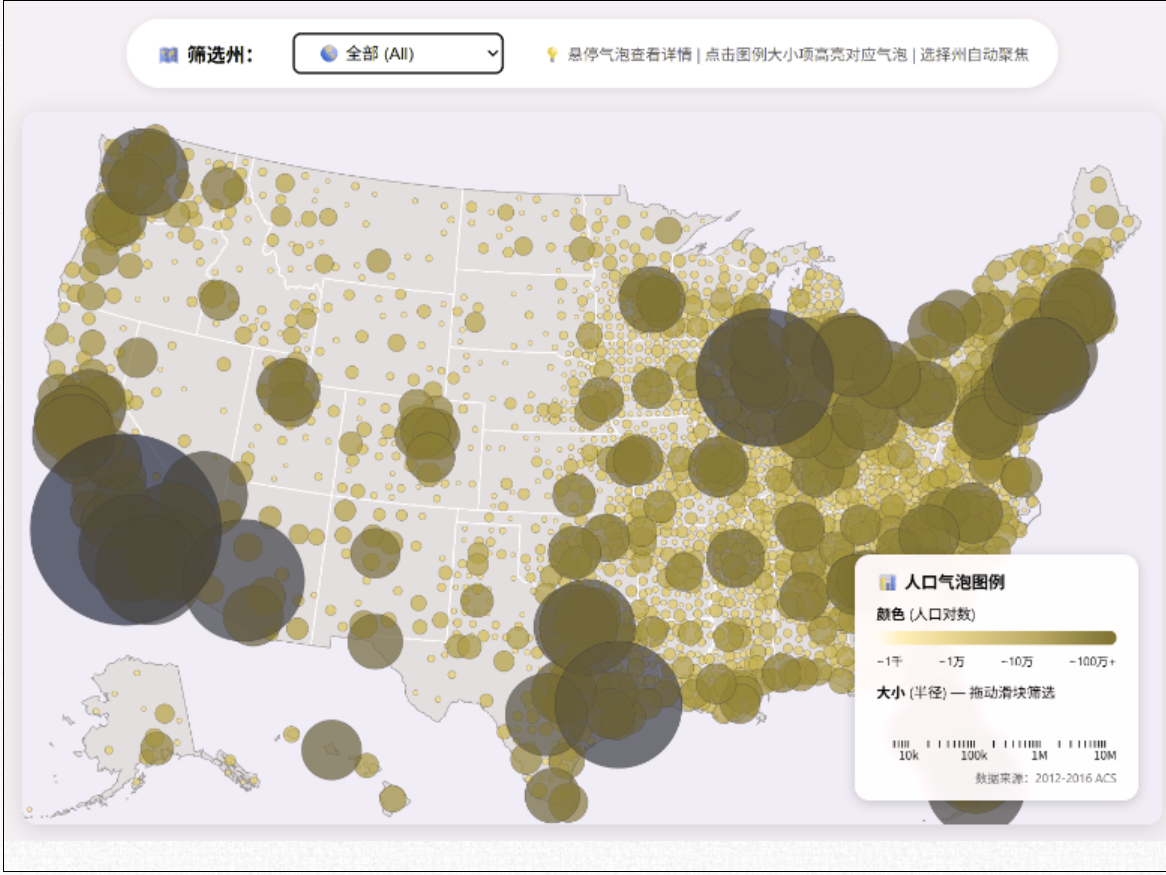 筛选州：
全部 (All)
悬停气泡查看详情 | 点击图例大小项高亮对应气泡 | 选择州自动聚焦
人口气泡图例
颜色 (人口对数)
~1千 ~1万 ~10万 ~100万+
大小 (半径) — 拖动滑块筛选
10k 100k 1M 10M
数据来源：2012-2016 ACS